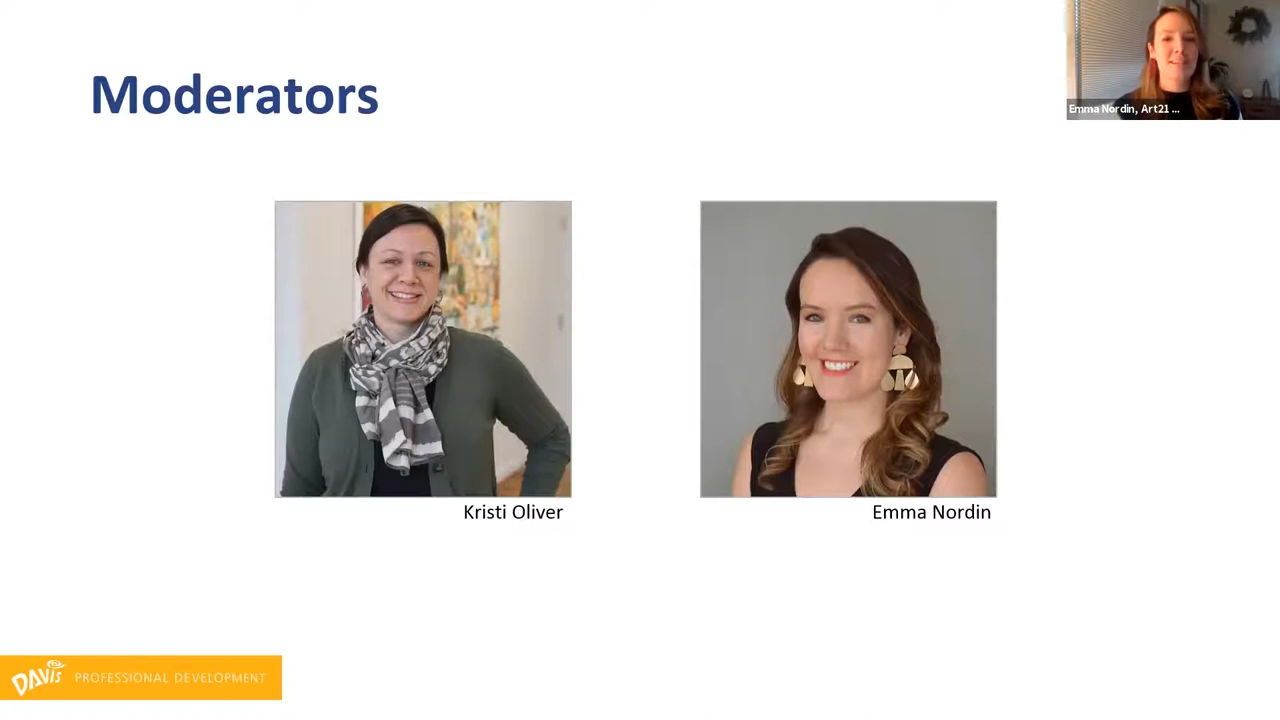 Moderators
Emma Nordin, Art21 ...
Kristi Oliver
Emma Nordin
DAVIS PROFESSIONAL DEVELOPMENT